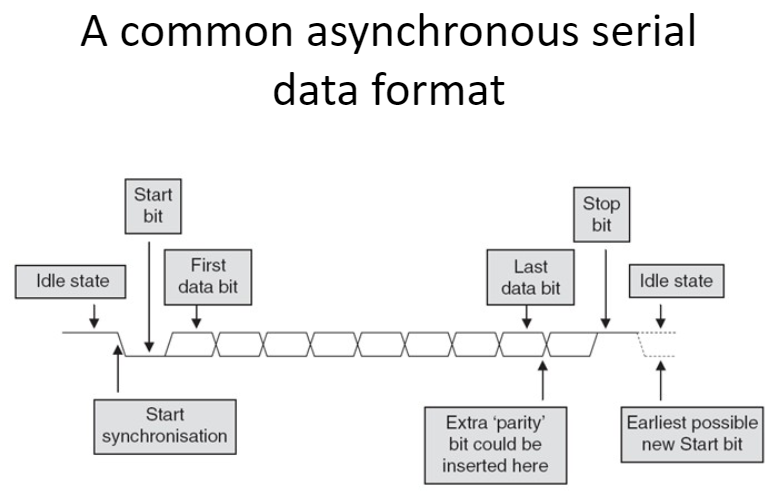 A common asynchronous serial
data format
Start
bit
Stop
bit
Idle state
First
data bit
Last
data bit
Idle state
Start
synchronisation
Extra ‘parity’
bit could be
inserted here
Earliest possible
new Start bit